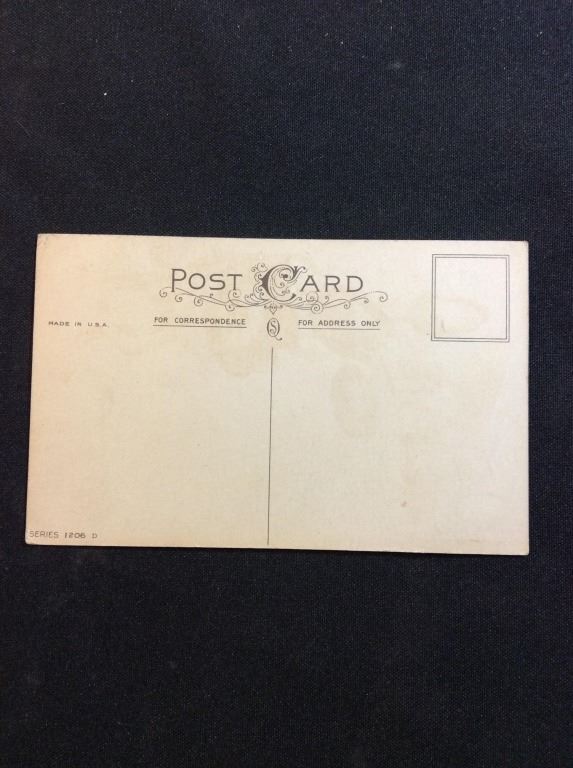 POST CARD
MADE IN U.S.A.
FOR CORRESPONDENCE
FOR ADDRESS ONLY
SERIES 1206 D